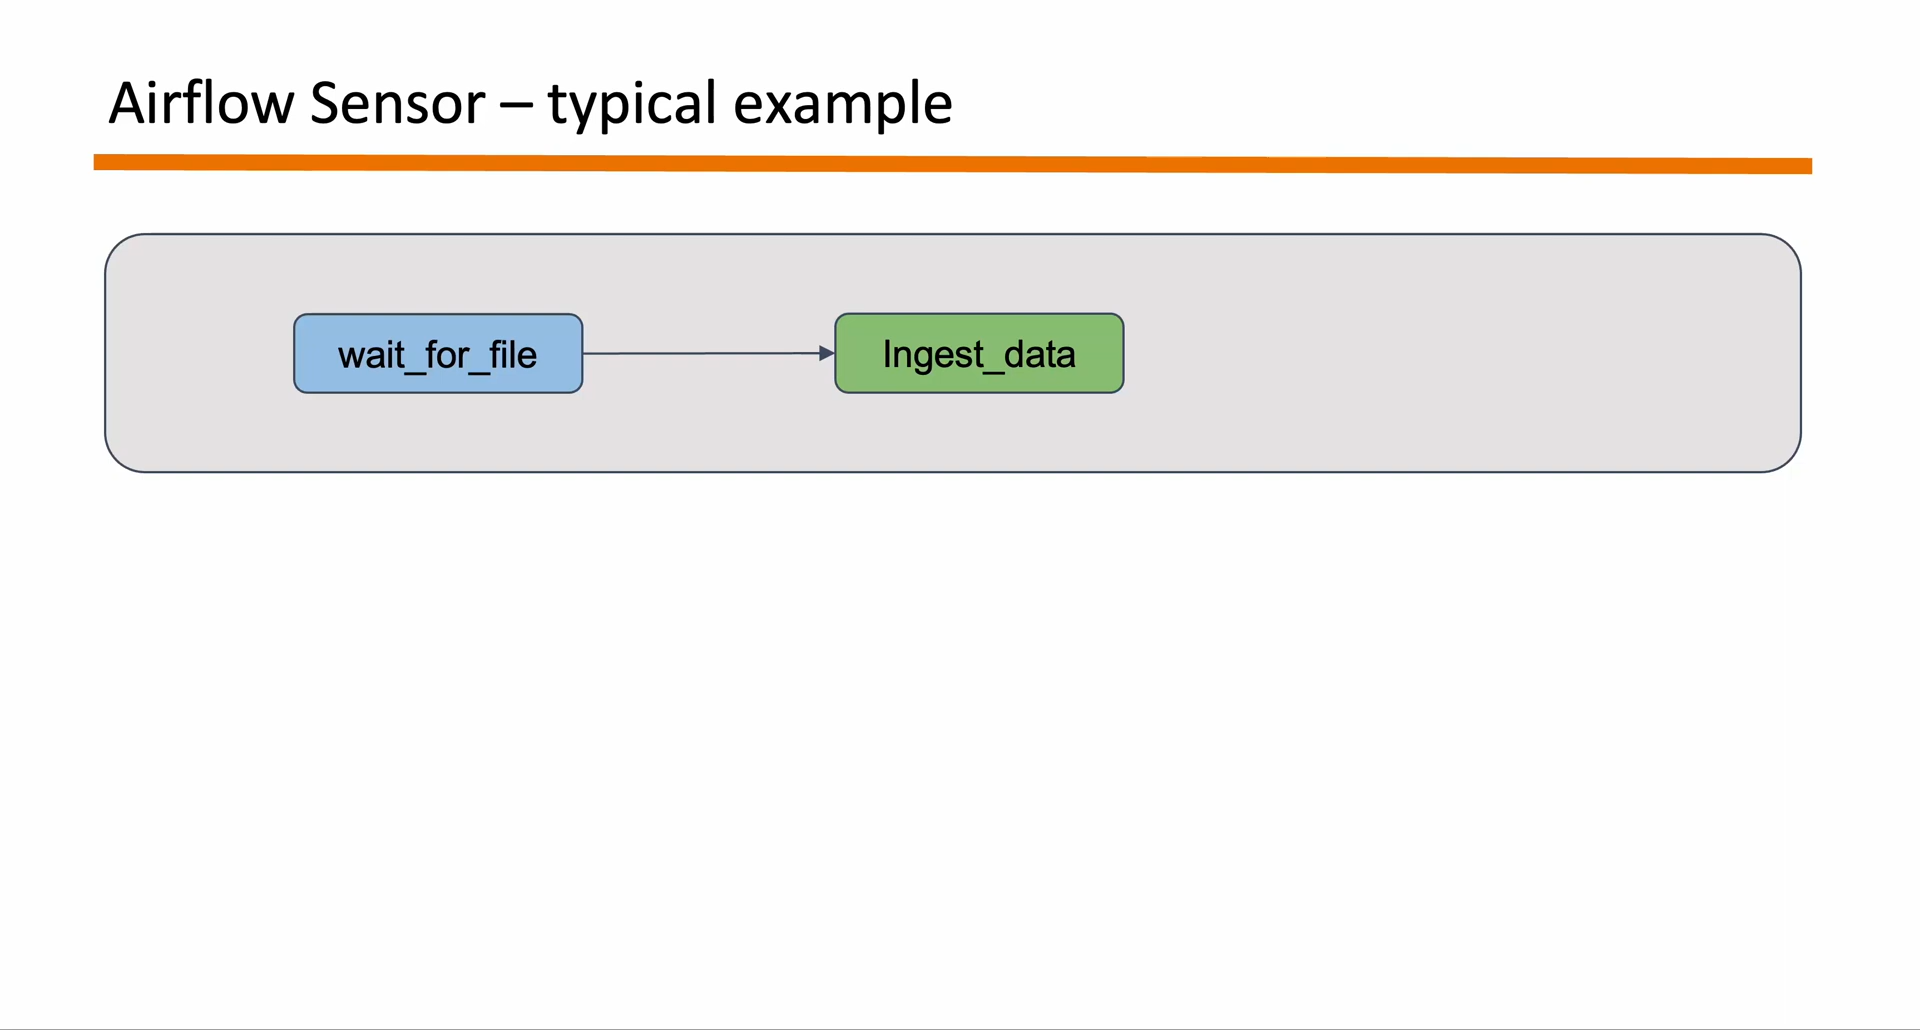 Airflow Sensor – typical example
wait_for_file
Ingest_data